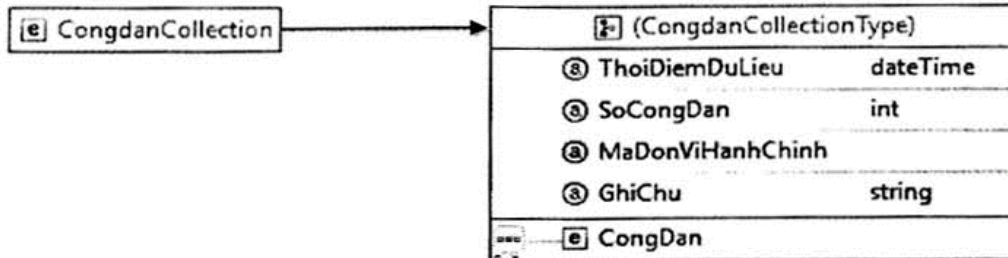 CongdanCollection
(CongdanCollectionType)
ThoiDiemDuLieu dateTime
SoCongDan int
MaDonViHanhChinh
GhiChu string
CongDan